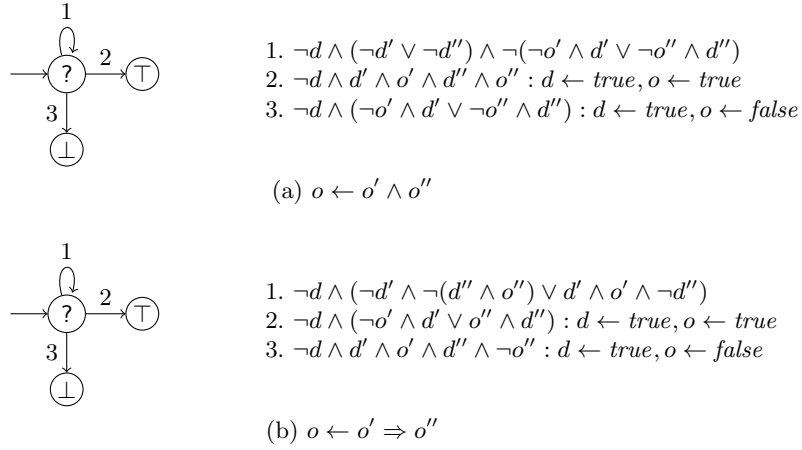 1
2
? ⊤
3
⊥
1. ¬d ∧ (¬d′ ∨ ¬d′′) ∧ ¬(¬o′ ∧ d′ ∨ ¬o′′ ∧ d′′)
2. ¬d ∧ d′ ∧ o′ ∧ d′′ ∧ o′′ : d ← true, o ← true
3. ¬d ∧ (¬o′ ∧ d′ ∨ ¬o′′ ∧ d′′) : d ← true, o ← false
(a) o ← o′ ∧ o′′
1
2
? ⊤
3
⊥
1. ¬d ∧ (¬d′ ∧ ¬(d′′ ∧ o′′) ∨ d′ ∧ o′ ∧ ¬d′′)
2. ¬d ∧ (¬o′ ∧ d′ ∨ o′′ ∧ d′′) : d ← true, o ← true
3. ¬d ∧ d′ ∧ o′ ∧ d′′ ∧ ¬o′′ : d ← true, o ← false
(b) o ← o′ ⇒ o′′